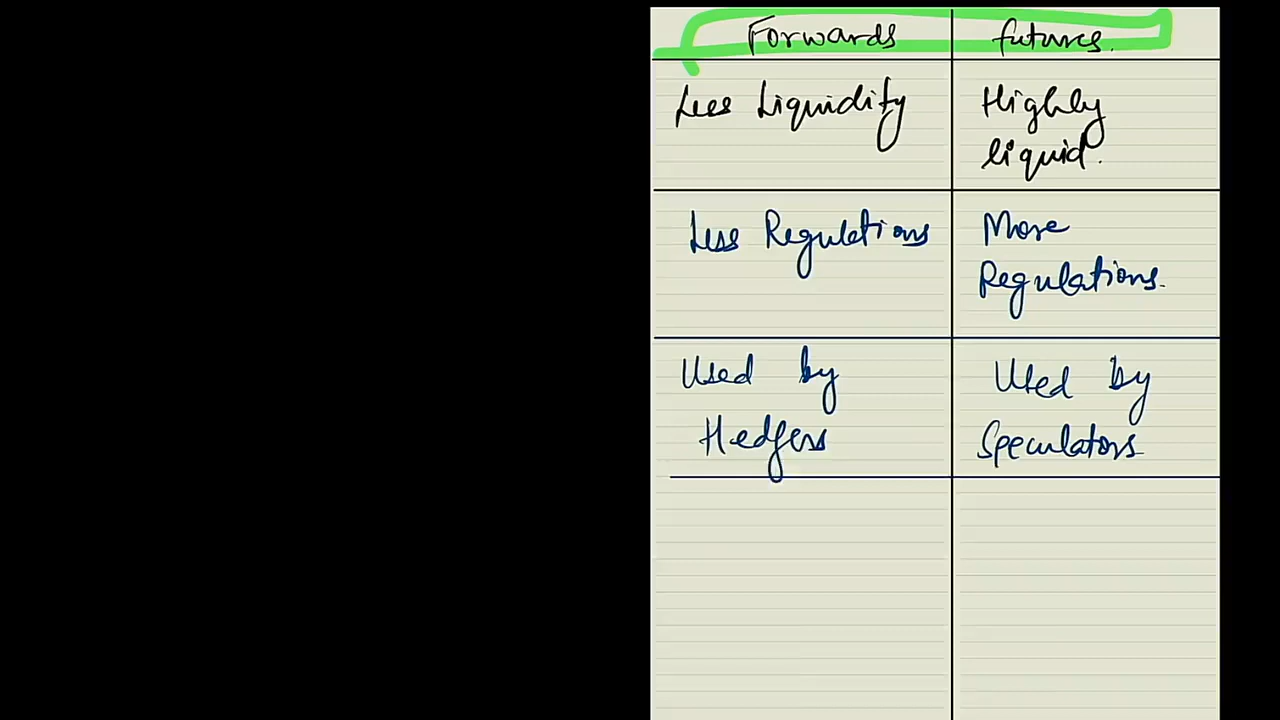 Forwards futures.
Less Liquidity Highly
liquid.
Less Regulations More
Regulations.
Used by Used by
Hedgers Speculators